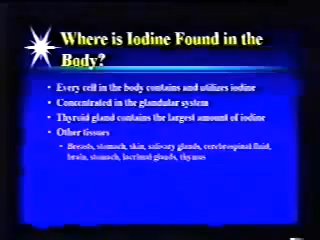 Where is Iodine Found in the
Body?
• Every cell in the body contains and utilizes iodine
• Concentrated in the glandular system
• Thyroid gland contains the largest amount of iodine
• Other tissues
• Breasts, stomach, skin, salivary glands, cerebrospinal fluid,
brain, stomach, lacrimal glands, thymus